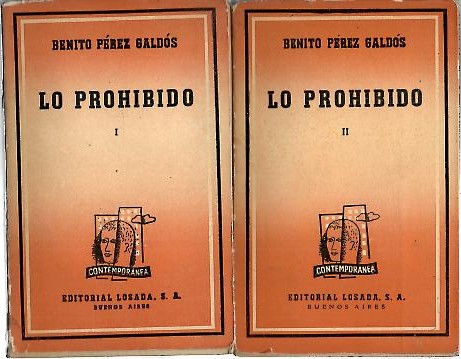 BENITO PÉREZ GALDÓS
LO PROHIBIDO
I
CONTEMPORÁNEA
EDITORIAL LOSADA, S. A.
BUENOS AIRES
BENITO PÉREZ GALDÓS
LO PROHIBIDO
II
CONTEMPORÁNEA
EDITORIAL LOSADA, S. A.
BUENOS AIRES